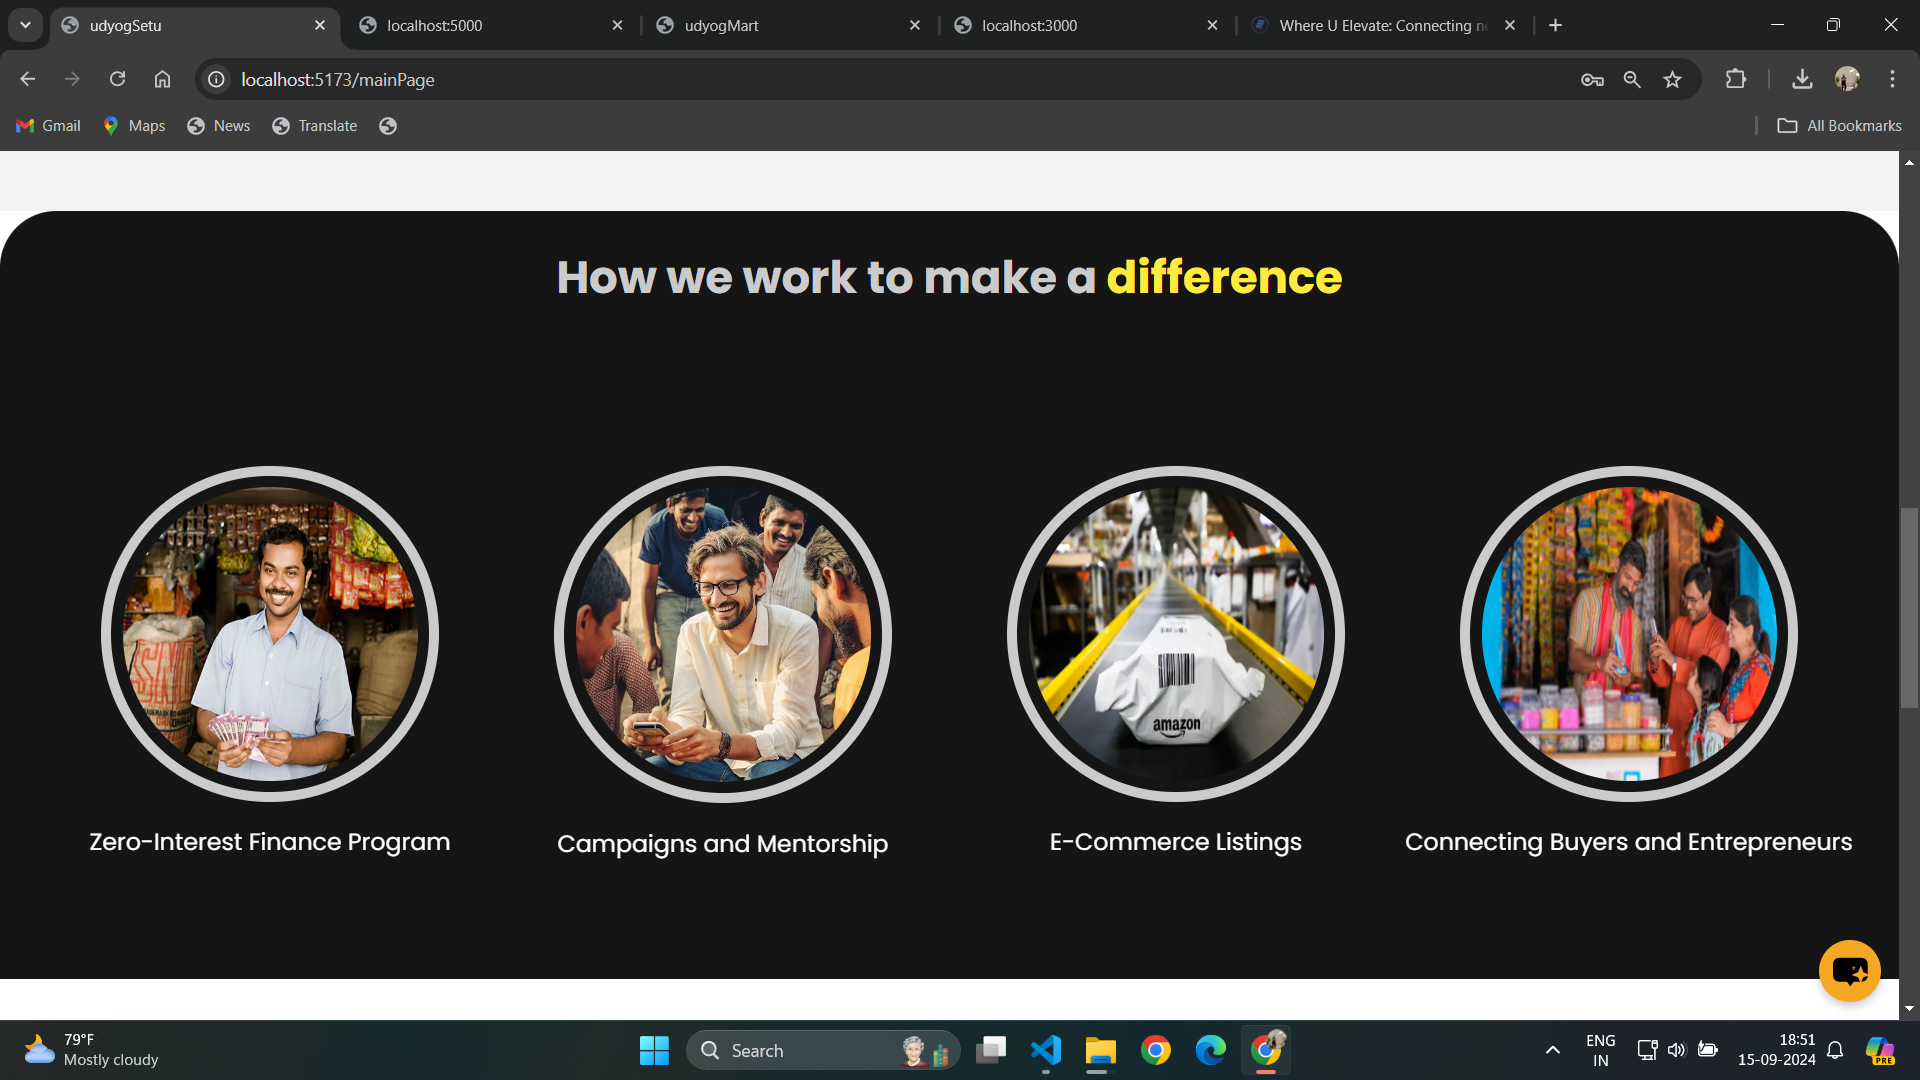 udyogSetu
localhost:5000
udyogMart
localhost:3000
Where U Elevate: Connecting
localhost:5173/mainPage
Gmail
Maps
News
Translate
All Bookmarks
How we work to make a difference
amazon
Zero-Interest Finance Program
Campaigns and Mentorship
E-Commerce Listings
Connecting Buyers and Entrepreneurs
79°F
Mostly cloudy
Search
ENG
IN
18:51
15-09-2024
PRE